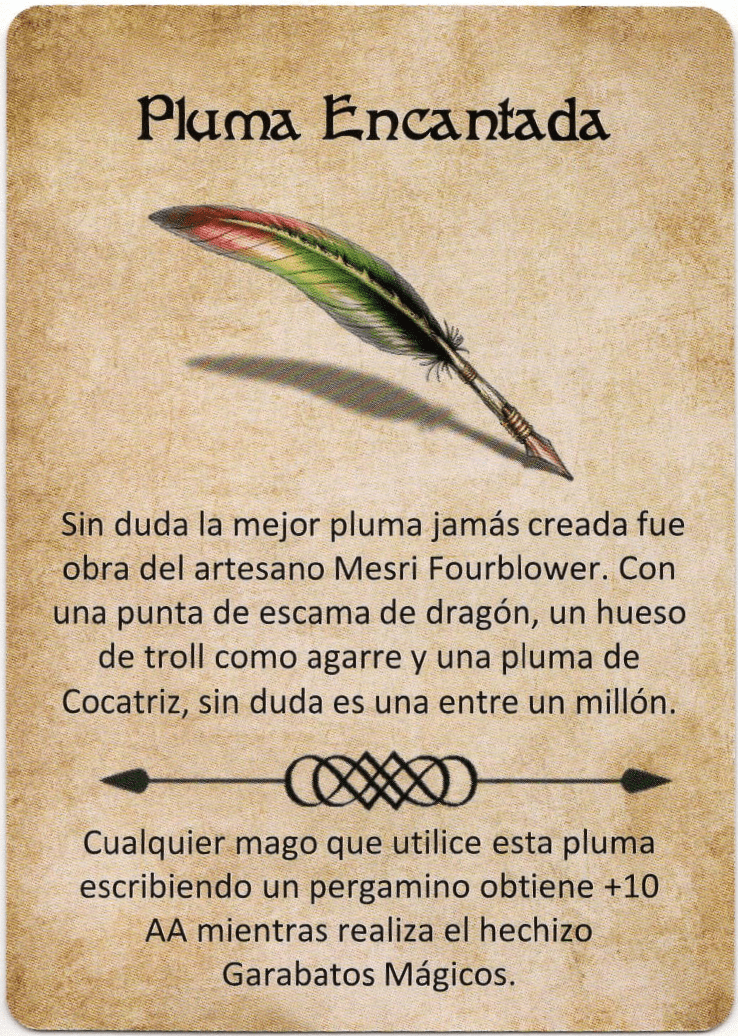 Pluma Encantada
Sin duda la mejor pluma jamás creada fue
obra del artesano Mesri Fourblower. Con
una punta de escama de dragón, un hueso
de troll como agarre y una pluma de
Cocatriz, sin duda es una entre un millón.
Cualquier mago que utilice esta pluma
escribiendo un pergamino obtiene +10
AA mientras realiza el hechizo
Garabatos Mágicos.